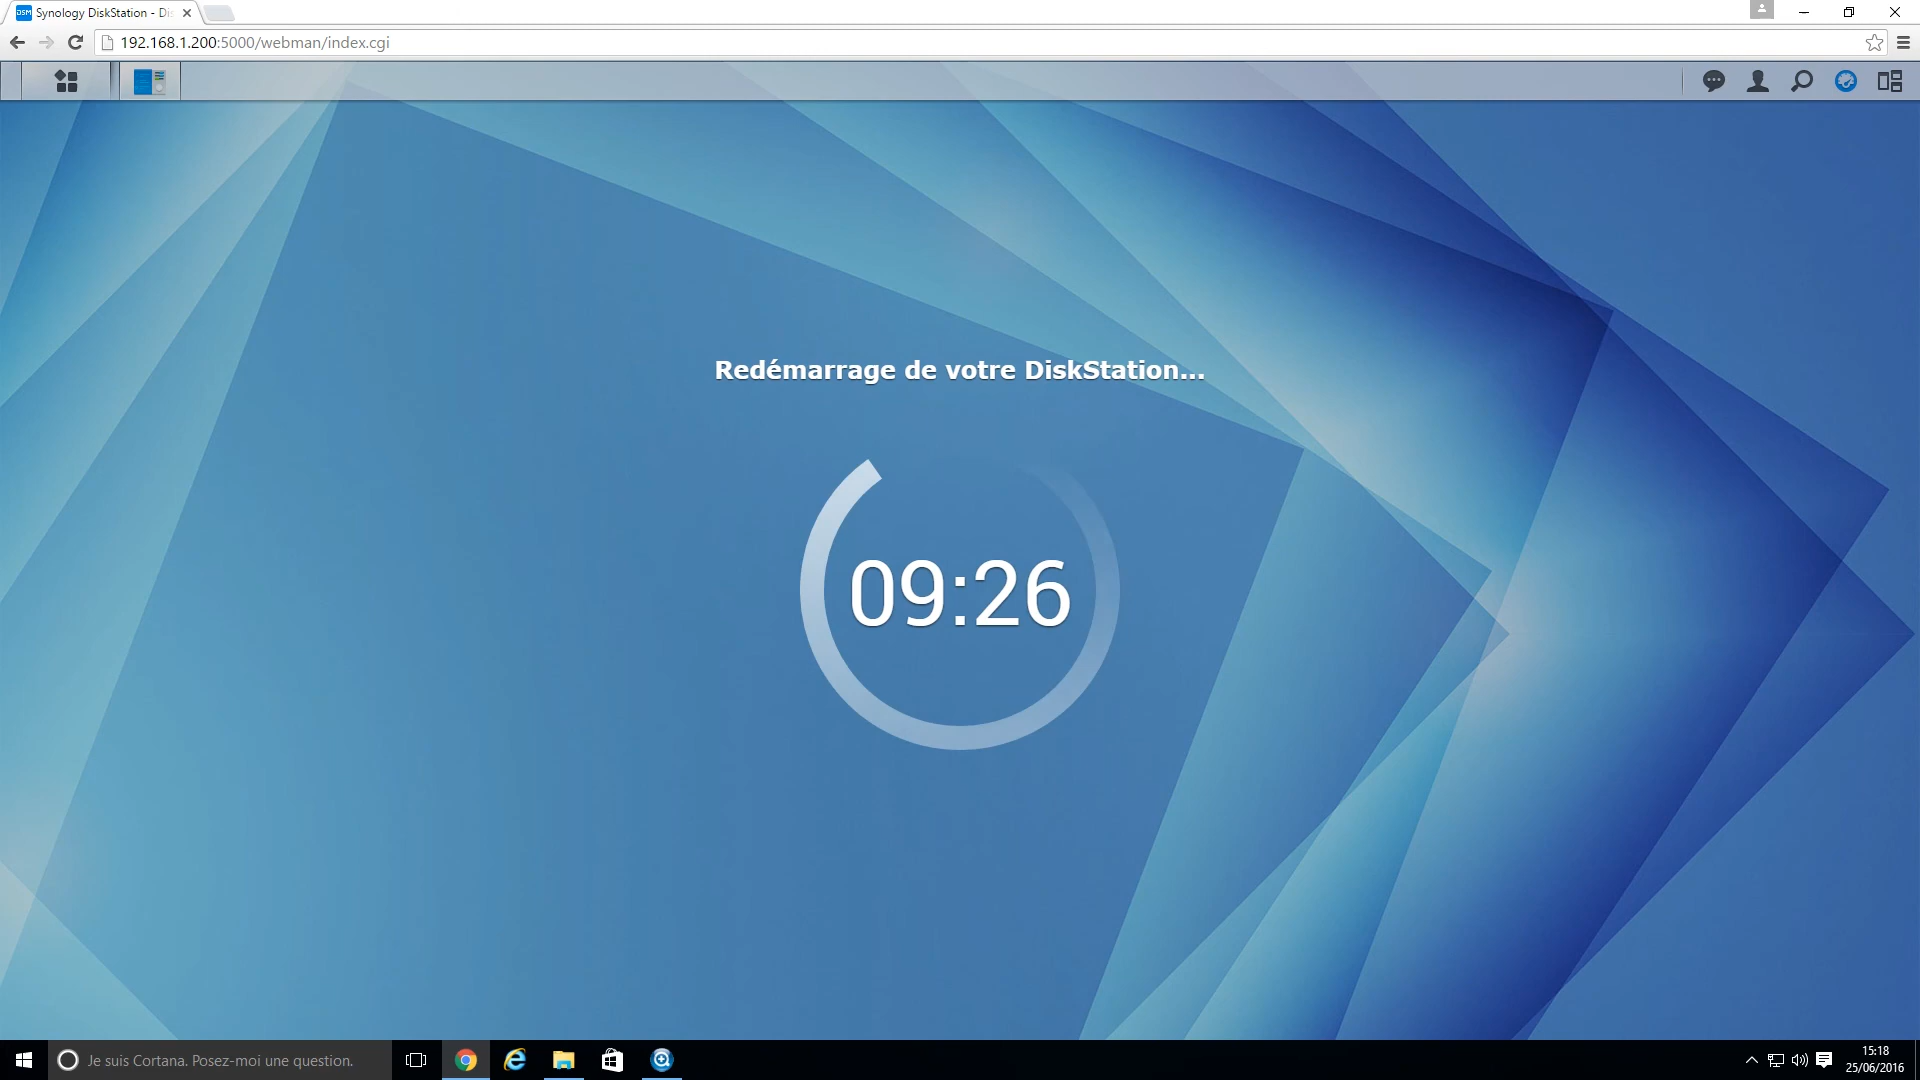 Synology DiskStation - Dis
192.168.1.200:5000/webman/index.cgi
Redémarrage de votre DiskStation...
09:26
Je suis Cortana. Posez-moi une question.
15:18
25/06/2016